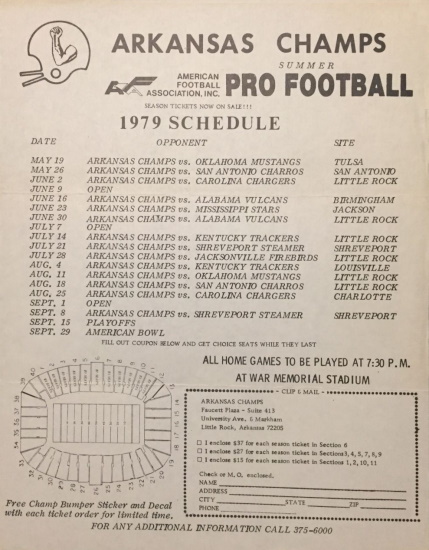 ARKANSAS CHAMPS
SUMMER
AMERICAN FOOTBALL ASSOCIATION, INC. PRO FOOTBALL
SEASON TICKETS NOW ON SALE!!!
1979 SCHEDULE
DATE OPPONENT SITE
MAY 19 ARKANSAS CHAMPS vs. OKLAHOMA MUSTANGS TULSA
MAY 26 ARKANSAS CHAMPS vs. SAN ANTONIO CHARROS SAN ANTONIO
JUNE 2 ARKANSAS CHAMPS vs. CAROLINA CHARGERS LITTLE ROCK
JUNE 9 OPEN
JUNE 16 ARKANSAS CHAMPS vs. ALABAMA VULCANS BIRMINGHAM
JUNE 23 ARKANSAS CHAMPS vs. MISSISSIPPI STARS JACKSON
JUNE 30 ARKANSAS CHAMPS vs. ALABAMA VULCANS LITTLE ROCK
JULY 7 OPEN
JULY 14 ARKANSAS CHAMPS vs. KENTUCKY TRACKERS LITTLE ROCK
JULY 21 ARKANSAS CHAMPS vs. SHREVEPORT STEAMER SHREVEPORT
JULY 28 ARKANSAS CHAMPS vs. JACKSONVILLE FIREBIRDS LITTLE ROCK
AUG. 4 ARKANSAS CHAMPS vs. KENTUCKY TRACKERS LOUISVILLE
AUG. 11 ARKANSAS CHAMPS vs. OKLAHOMA MUSTANGS LITTLE ROCK
AUG. 18 ARKANSAS CHAMPS vs. SAN ANTONIO CHARROS LITTLE ROCK
AUG. 25 ARKANSAS CHAMPS vs. CAROLINA CHARGERS CHARLOTTE
SEPT. 1 OPEN
SEPT. 8 ARKANSAS CHAMPS vs. SHREVEPORT STEAMER SHREVEPORT
SEPT. 15 PLAYOFFS
SEPT. 29 AMERICAN BOWL
FILL OUT COUPON BELOW AND GET CHOICE SEATS WHILE THEY LAST
ALL HOME GAMES TO BE PLAYED AT 7:30 P.M.
AT WAR MEMORIAL STADIUM
CLIP & MAIL
ARKANSAS CHAMPS
Faucett Plaza - Suite 413
University Ave. & Markham
Little Rock, Arkansas 72205
I enclose $37 for each season ticket in Section 6
I enclose $27 for each season ticket in Sections 3, 4, 5, 7, 8, 9
I enclose $15 for each season ticket in Sections 1, 2, 10, 11
Check or M.O. enclosed.
NAME
ADDRESS
CITY STATE ZIP
PHONE
Free Champ Bumper Sticker and Decal
with each ticket order for limited time.
FOR ANY ADDITIONAL INFORMATION CALL 375-6000